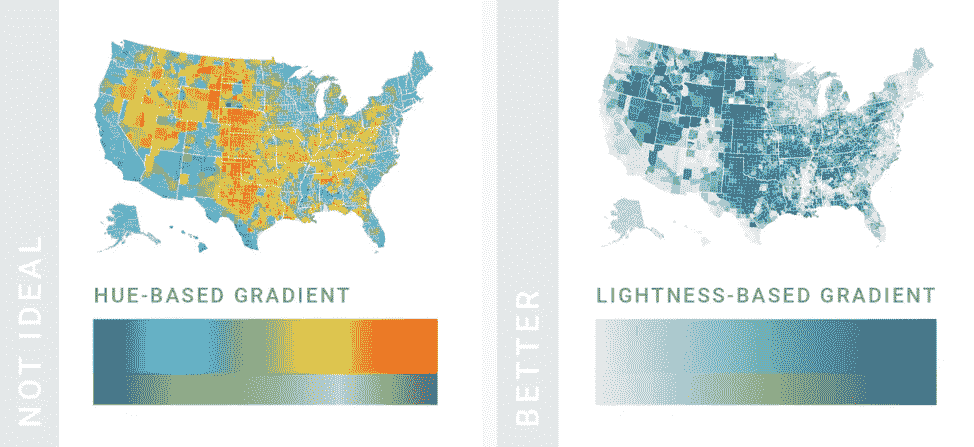 NOT IDEAL
HUE-BASED GRADIENT
BETTER
LIGHTNESS-BASED GRADIENT